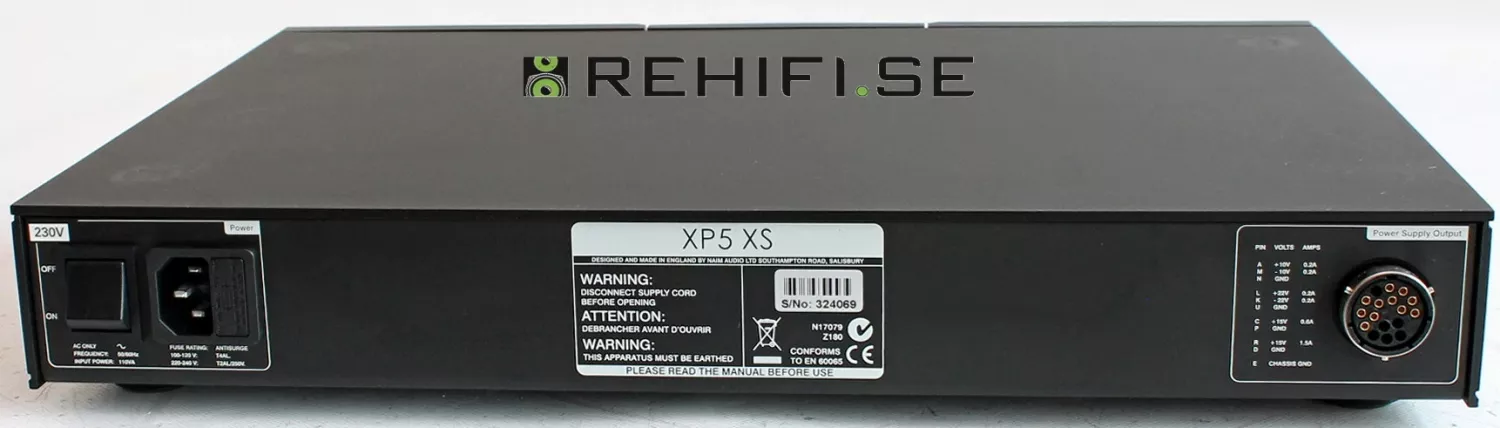 REHIFI.SE
230V
Power
OFF
ON
AC ONLY
FREQUENCY: 50/60Hz
INPUT POWER: 110VA
FUSE RATING: ANTISURGE
100-120 V: T4AL
220-240 V: T2AL/250V.
XP5 XS
DESIGNED AND MADE IN ENGLAND BY NAIM AUDIO LTD SOUTHAMPTON ROAD, SALISBURY
WARNING:
DISCONNECT SUPPLY CORD
BEFORE OPENING
ATTENTION:
DEBRANCHER AVANT D'OUVRIR
WARNING:
THIS APPARATUS MUST BE EARTHED
S/No: 324069
N17079
Z180
CONFORMS
TO EN 60065
CE
PLEASE READ THE MANUAL BEFORE USE
Power Supply Output
PIN VOLTS AMPS
A +10V 0.2A
M -10V 0.2A
N GND
L +22V 0.2A
K -22V 0.2A
U GND
C +15V 0.6A
P GND
R +15V 1.5A
D GND
E CHASSIS GND